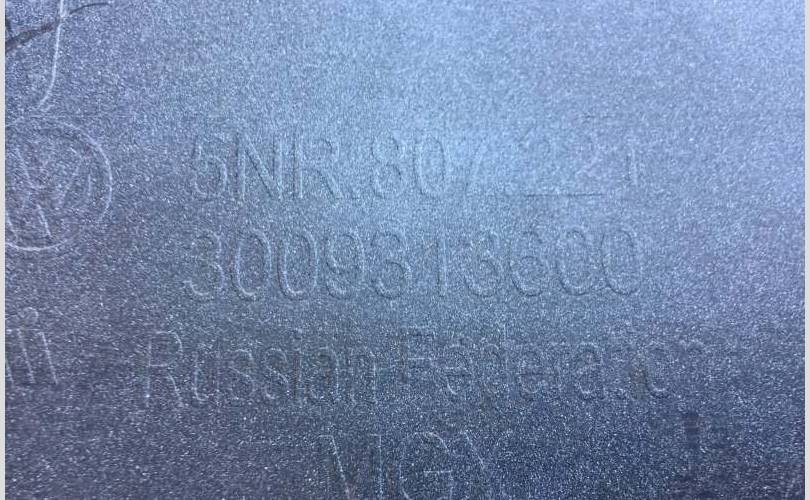 5NR.807.221
3009313600
Russian Federation